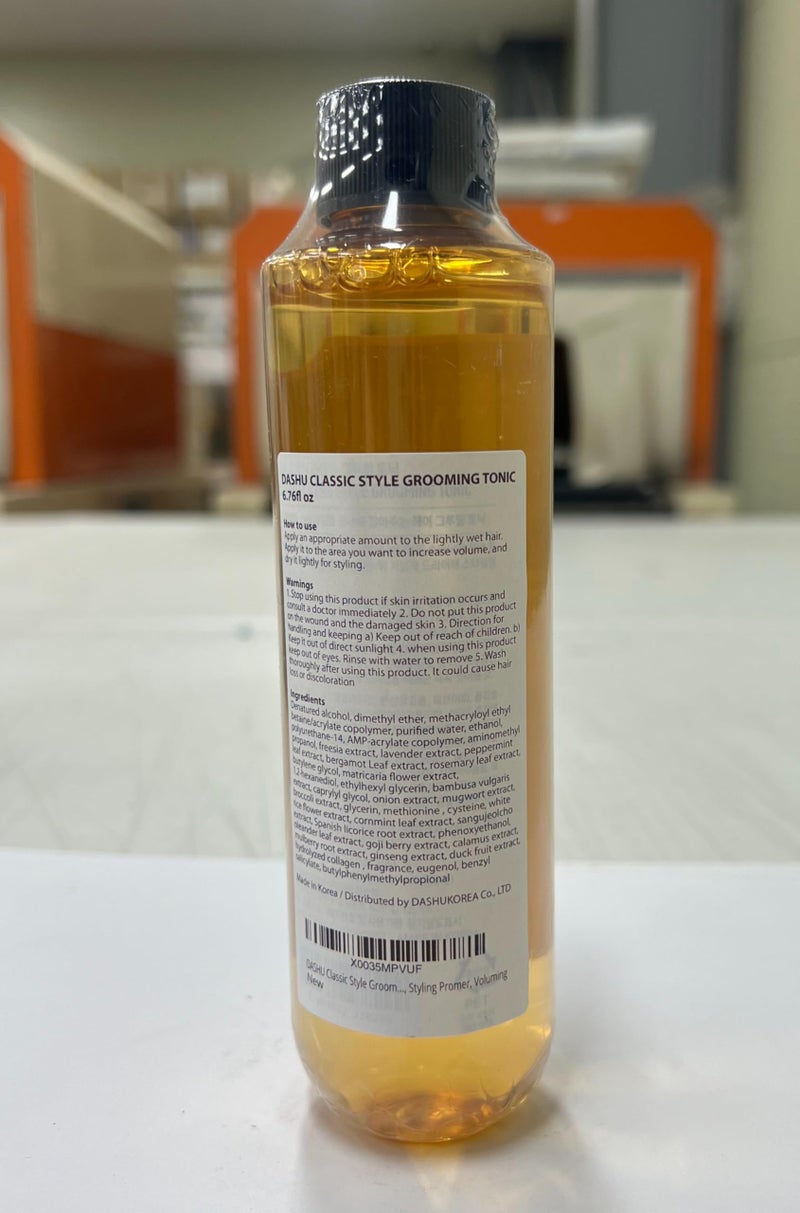 DASHU CLASSIC STYLE GROOMING TONIC
6.76fl oz
How to use
Apply an appropriate amount to the lightly wet hair.
Apply it to the area you want to increase volume, and
dry it lightly for styling.
Warnings
1.Stop using this product if skin irritation occurs and
consult a doctor immediately 2. Do not put this product
on the wound and the damaged skin 3. Direction for
handling and keeping a) Keep out of reach of children. b)
Keep it out of direct sunlight 4. when using this product
keep out of eyes. Rinse with water to remove 5. Wash
thoroughly after using this product. It could cause hair
loss or discoloration
Ingredients
Denatured alcohol, dimethyl ether, methacryloyl ethyl
betaine/acrylate copolymer, purified water, ethanol,
polyurethane-14, AMP-acrylate copolymer, aminomethyl
propanol, freesia extract, lavender extract, peppermint
leaf extract, bergamot Leaf extract, rosemary leaf extract,
butylene glycol, matricaria flower extract,
1,2-hexanediol, ethylhexyl glycerin, bambusa vulgaris
extract, caprylyl glycol, onion extract, mugwort extract,
broccoli extract, glycerin, methionine , cysteine, white
rice flower extract, cornmint leaf extract, sangujeolcho
extract, Spanish licorice root extract, phenoxyethanol,
oleander leaf extract, goji berry extract, calamus extract,
mulberry root extract, ginseng extract, duck fruit extract,
hydrolyzed collagen , fragrance, eugenol, benzyl
salicylate, butylphenylmethylpropional
Made in Korea / Distributed by DASHUKOREA Co., LTD
X0035MPVUF
DASHU Classic Style Groom..., Styling Promer, Voluming
New